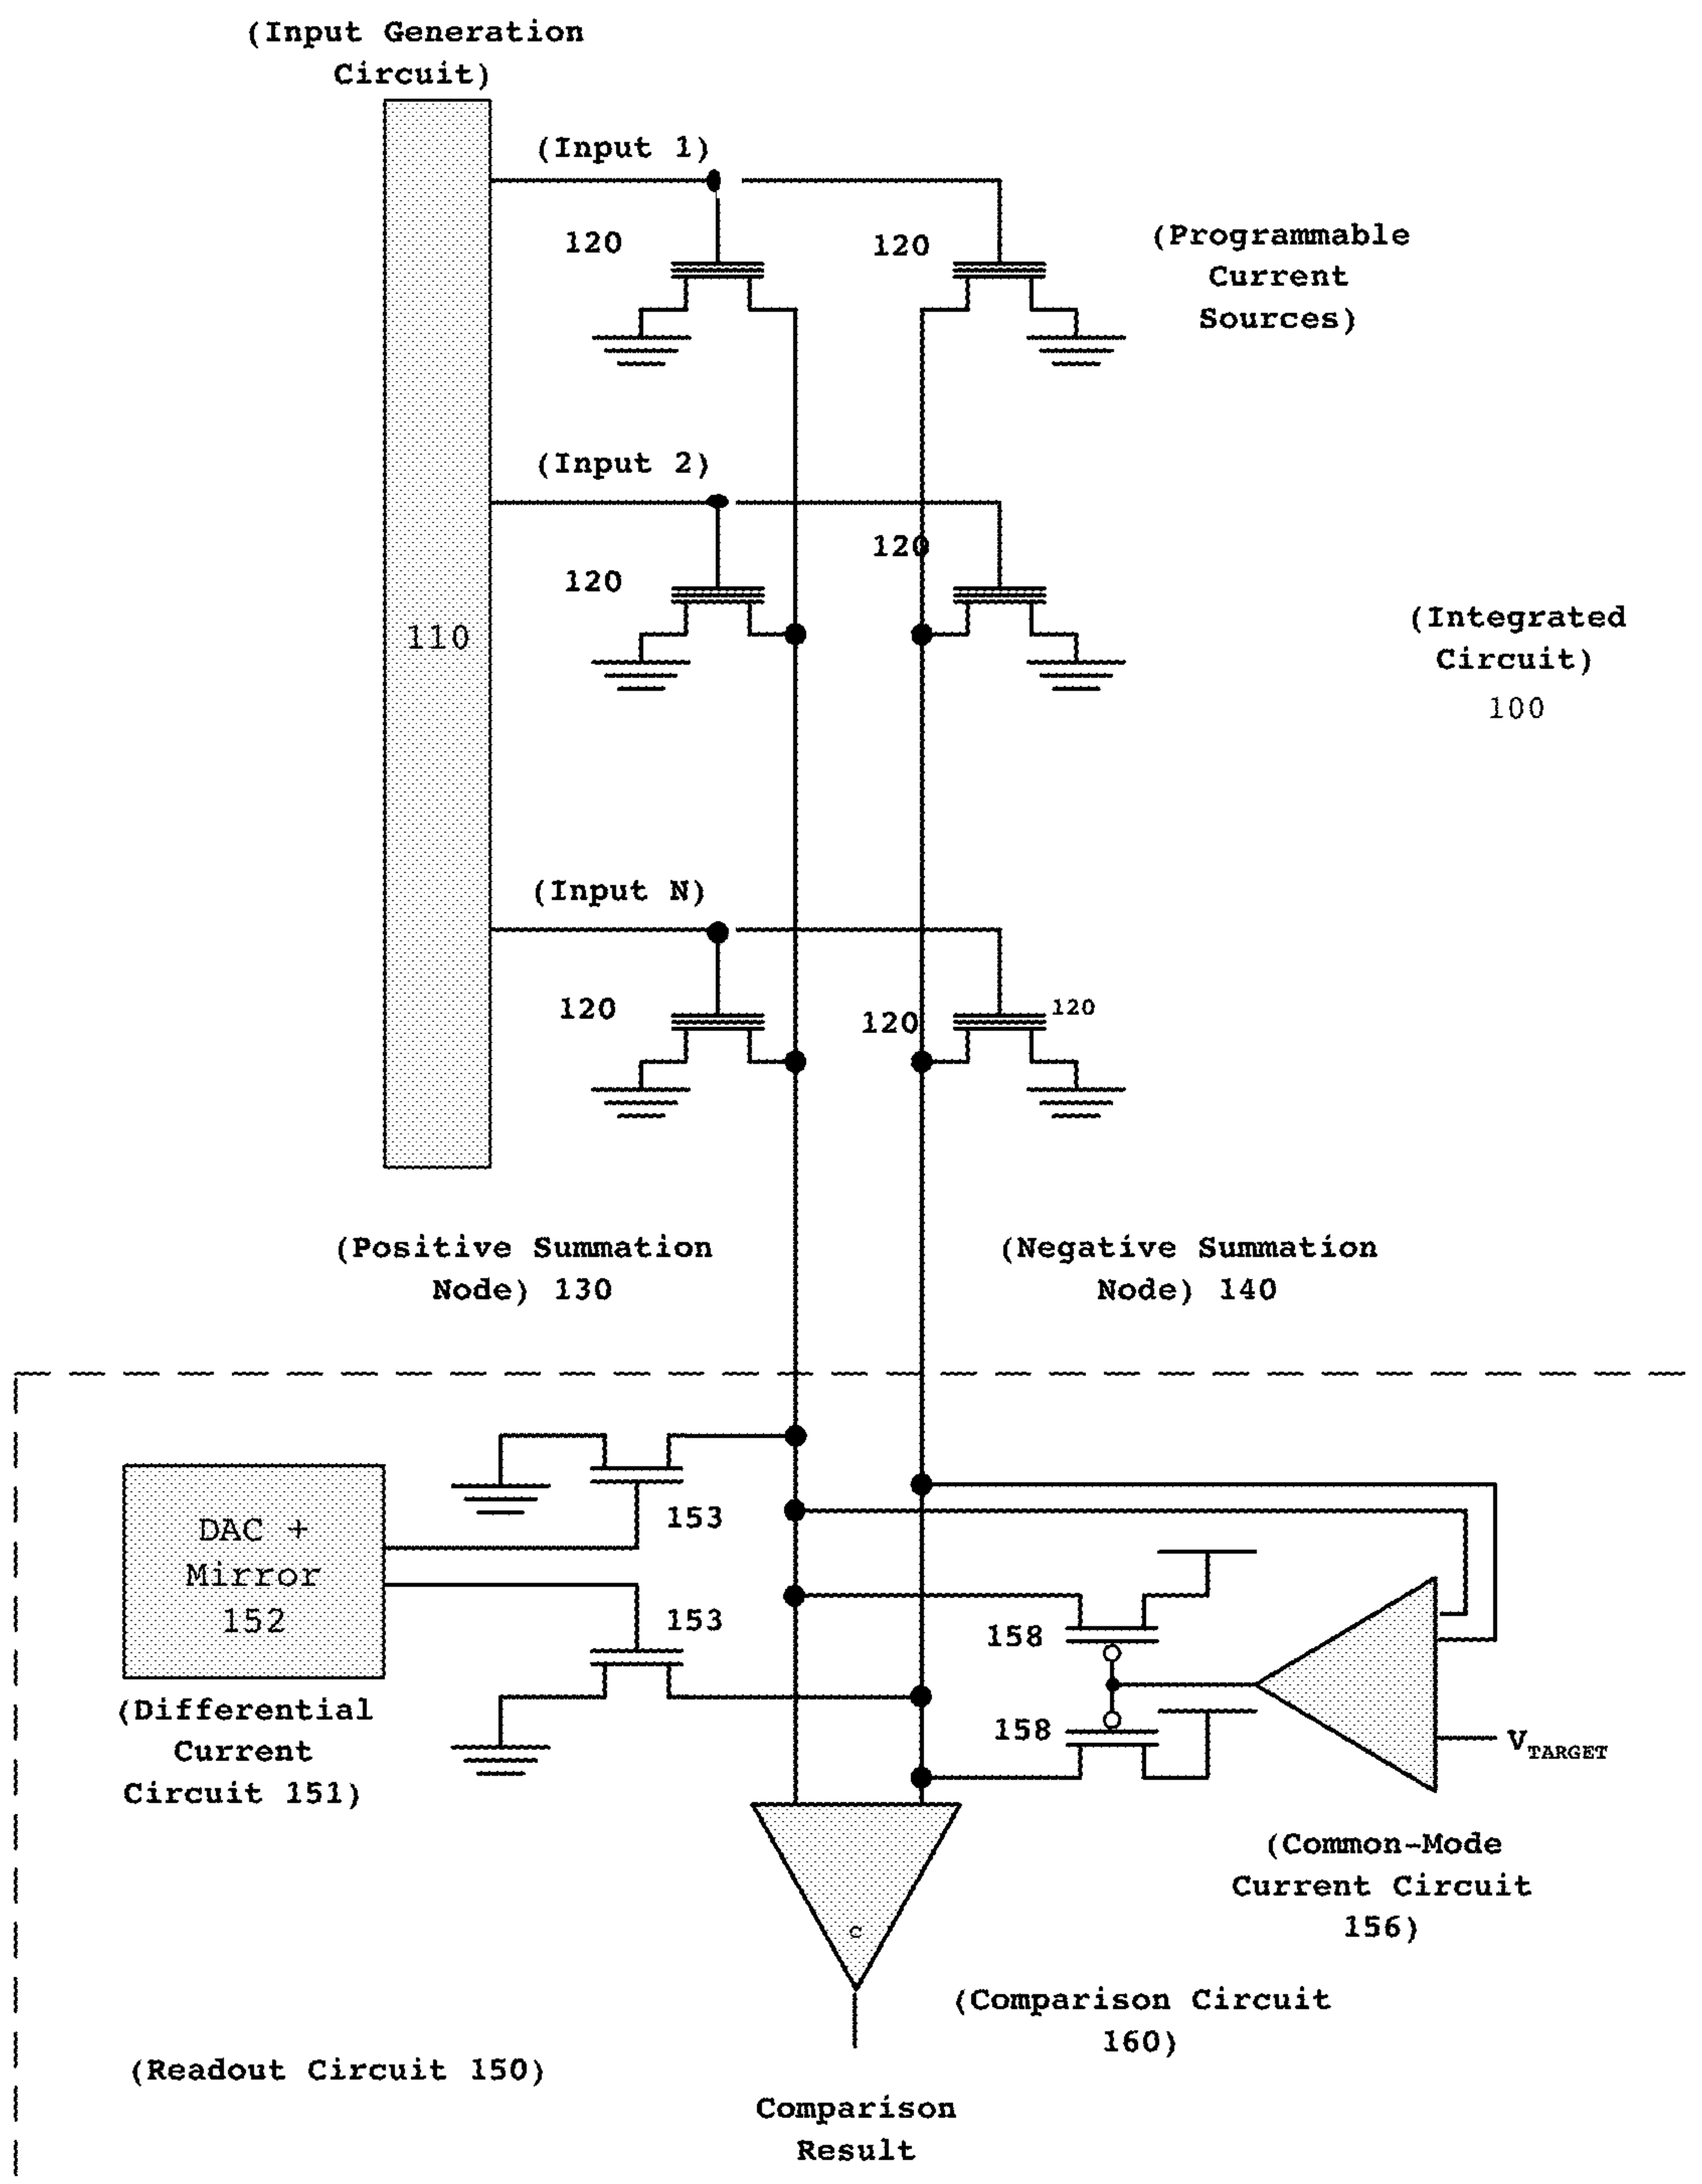 (Input Generation
Circuit)
(Input 1)
120
120
(Programmable
Current
Sources)
(Input 2)
120
120
110
(Integrated
Circuit)
100
(Input N)
120
120
120
(Positive Summation
Node) 130
(Negative Summation
Node) 140
DAC +
Mirror
152
153
153
158
158
VTARGET
(Differential
Current
Circuit 151)
(Common-Mode
Current Circuit
156)
C
(Comparison Circuit
160)
(Readout Circuit 150)
Comparison
Result